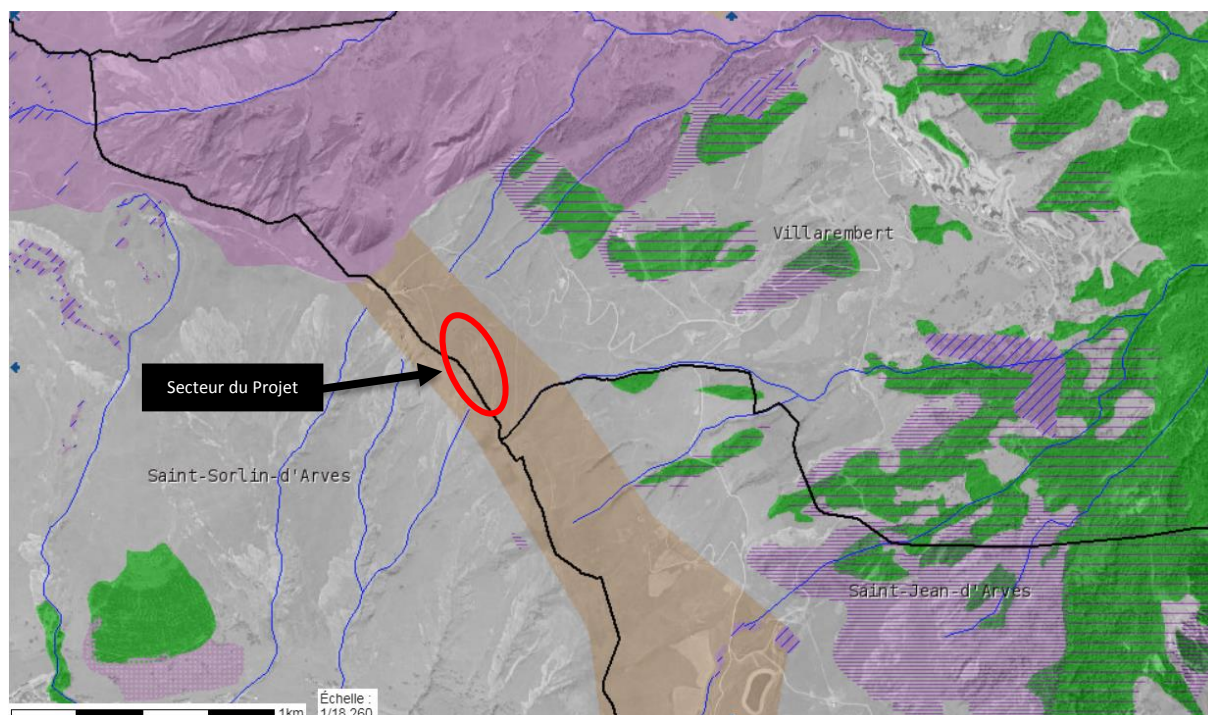 Villarembert
Secteur du Projet
Saint-Sorlin-d'Arves
Saint-Jean-d'Arves
Échelle :
1km 1/18 260